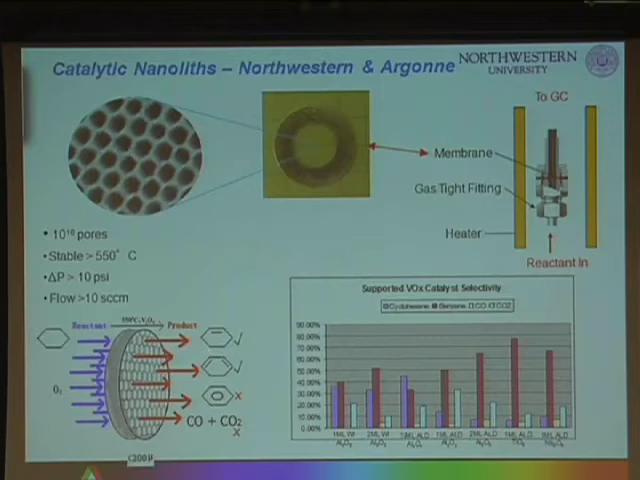 Catalytic Nanoliths – Northwestern & Argonne
NORTHWESTERN
UNIVERSITY
To GC
Membrane
Gas Tight Fitting
Heater
Reactant In
• 10¹⁰ pores
• Stable > 550° C
• ΔP > 10 psi
• Flow >10 sccm
Reactant
Product
O₂
CO + CO₂
Supported VOx Catalyst Selectivity
Cyclohexene Benzene CO CO2
90.00%
80.00%
70.00%
60.00%
50.00%
40.00%
30.00%
20.00%
10.00%
0.00%